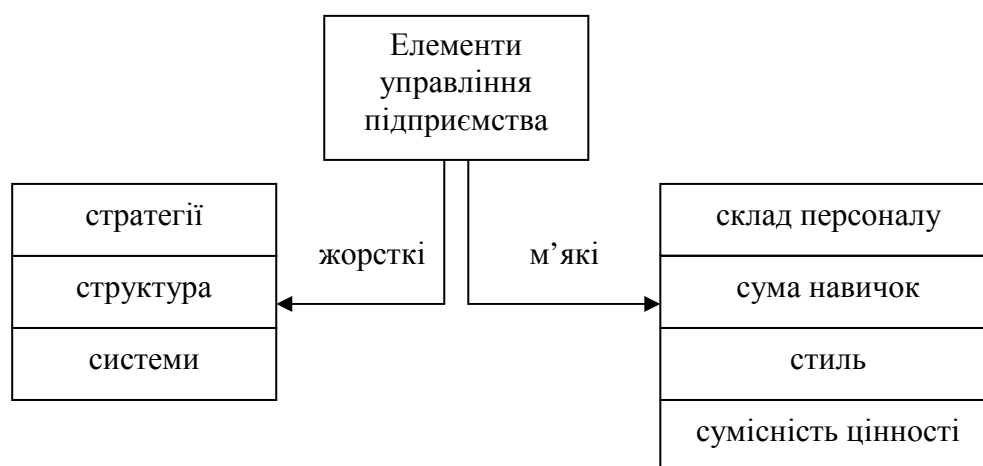 Елементи
управління
підприємства
стратегії
структура
системи
жорсткі
м’які
склад персоналу
сума навичок
стиль
сумісність цінності